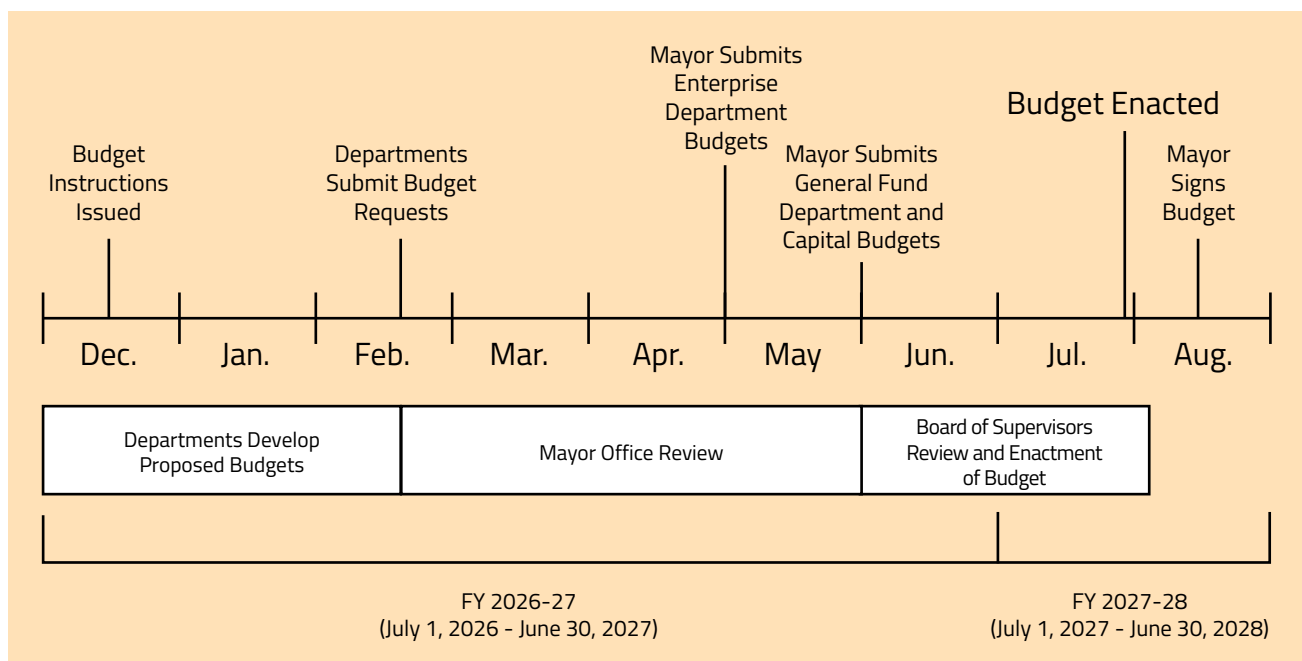 Budget
Instructions
Issued
Departments
Submit Budget
Requests
Mayor Submits
Enterprise
Department
Budgets
Mayor Submits
General Fund
Department and
Capital Budgets
Budget Enacted
Mayor
Signs
Budget
Dec.
Jan.
Feb.
Mar.
Apr.
May
Jun.
Jul.
Aug.
Departments Develop
Proposed Budgets
Mayor Office Review
Board of Supervisors
Review and Enactment
of Budget
FY 2026-27
(July 1, 2026 - June 30, 2027)
FY 2027-28
(July 1, 2027 - June 30, 2028)